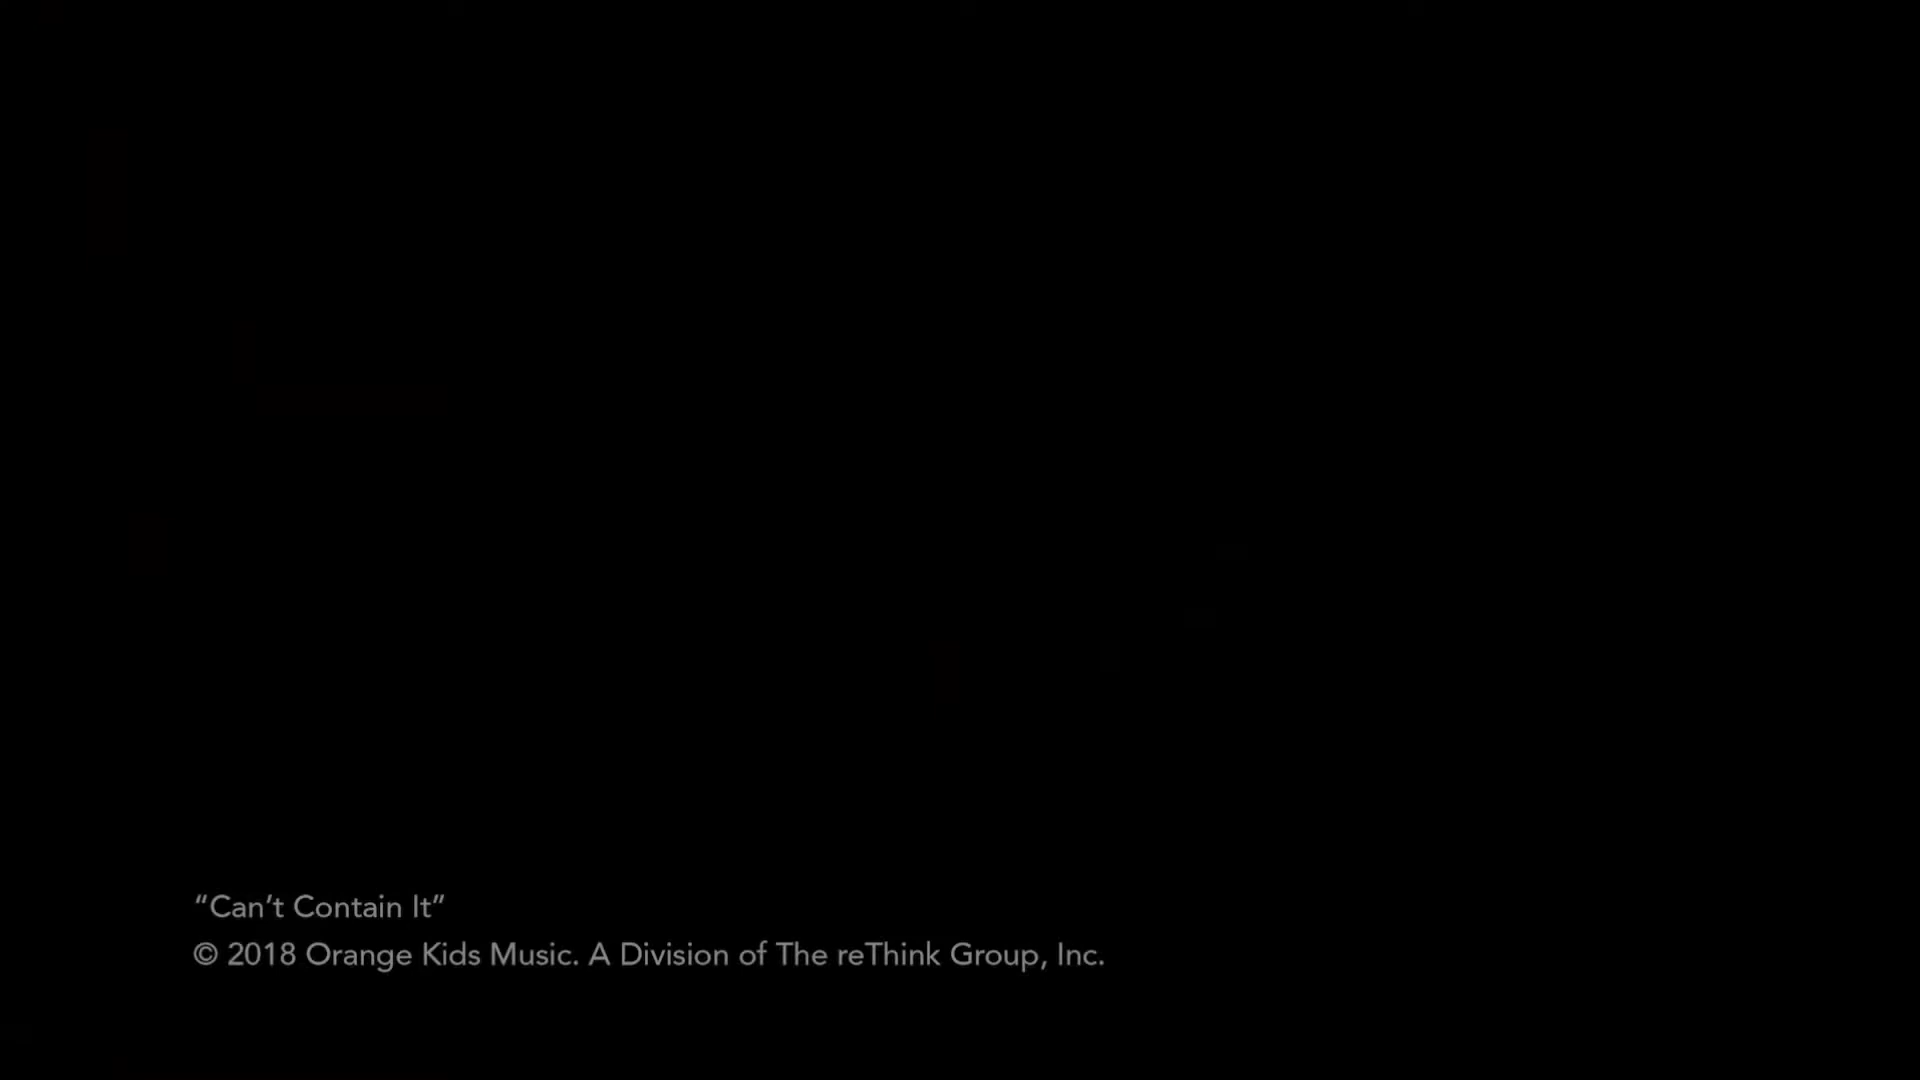 “Can’t Contain It”
© 2018 Orange Kids Music. A Division of The reThink Group, Inc.